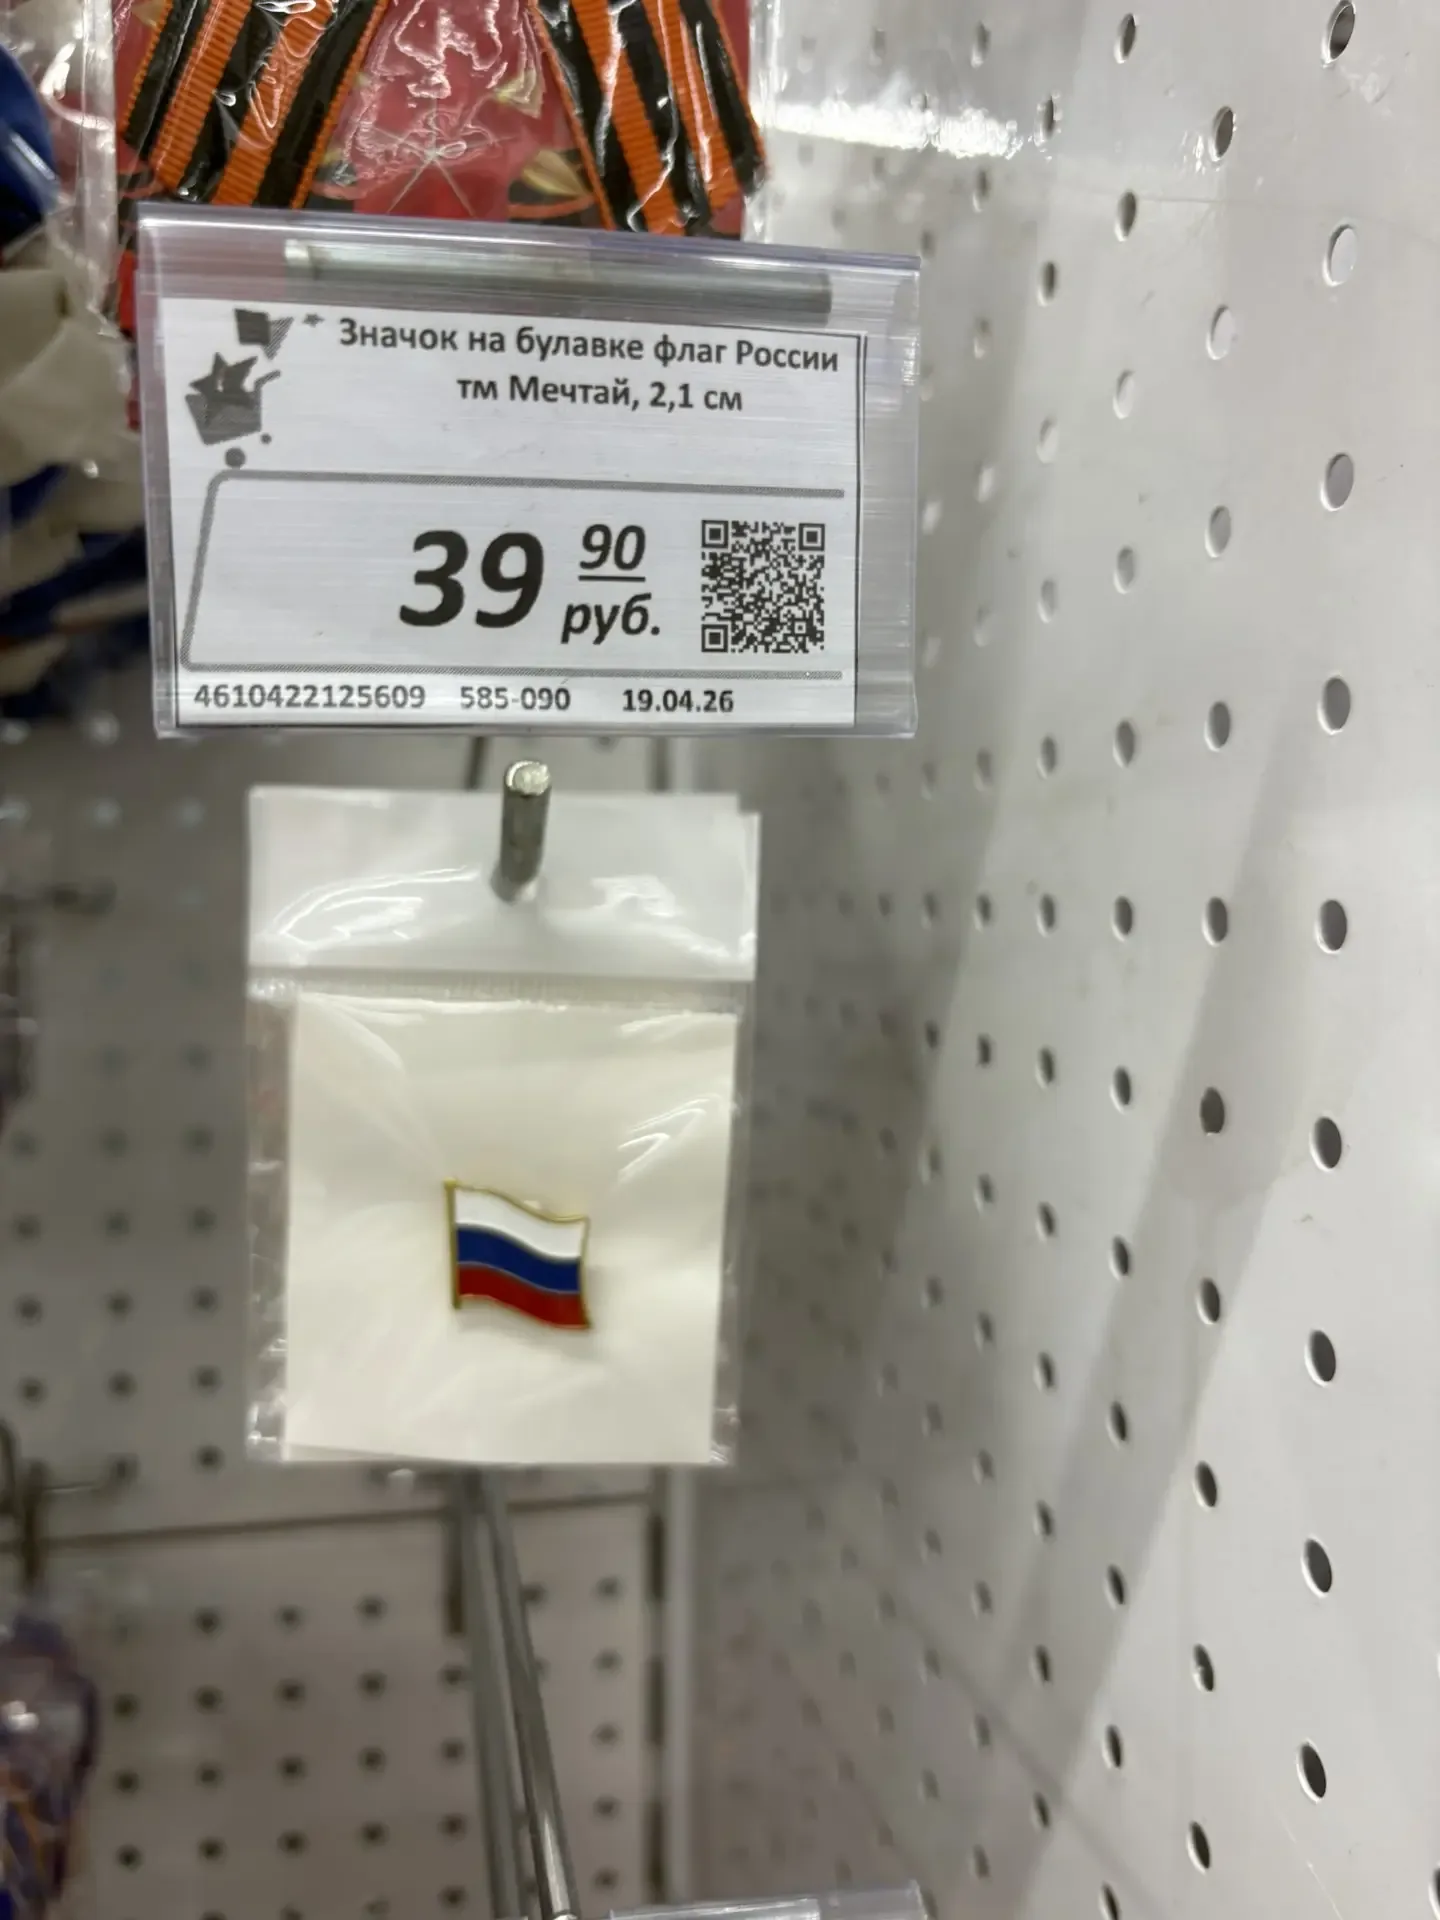 Значок на булавке флаг России
тм Мечтай, 2,1 см
39 90
руб.
4610422125609 585-090 19.04.26